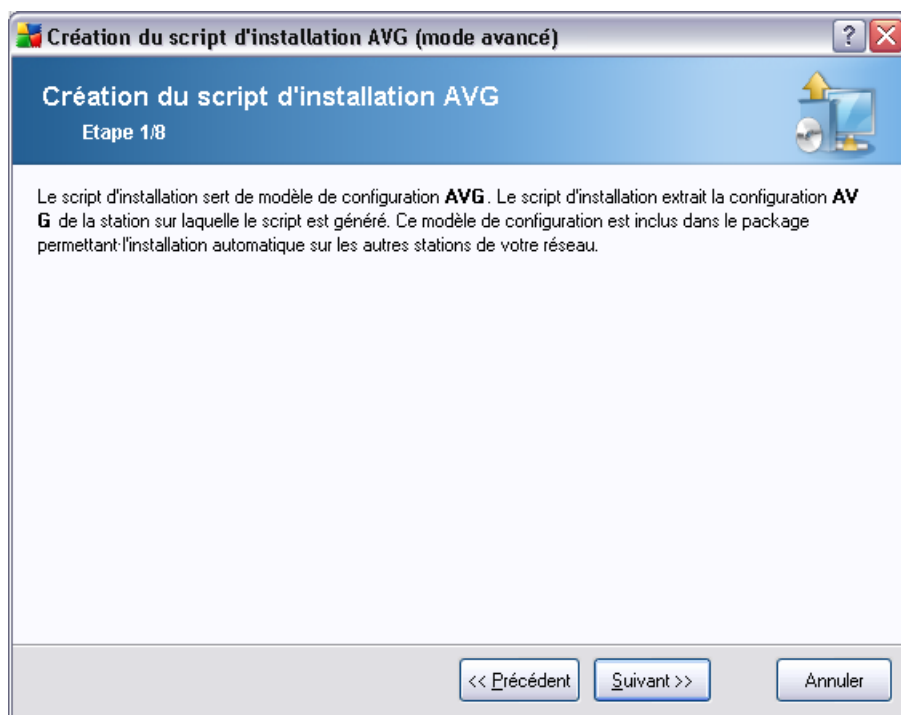 Création du script d'installation AVG (mode avancé)
Création du script d'installation AVG
Etape 1/8
Le script d'installation sert de modèle de configuration AVG. Le script d'installation extrait la configuration AV
G de la station sur laquelle le script est généré. Ce modèle de configuration est inclus dans le package
permettant l'installation automatique sur les autres stations de votre réseau.
<< Précédent
Suivant >>
Annuler